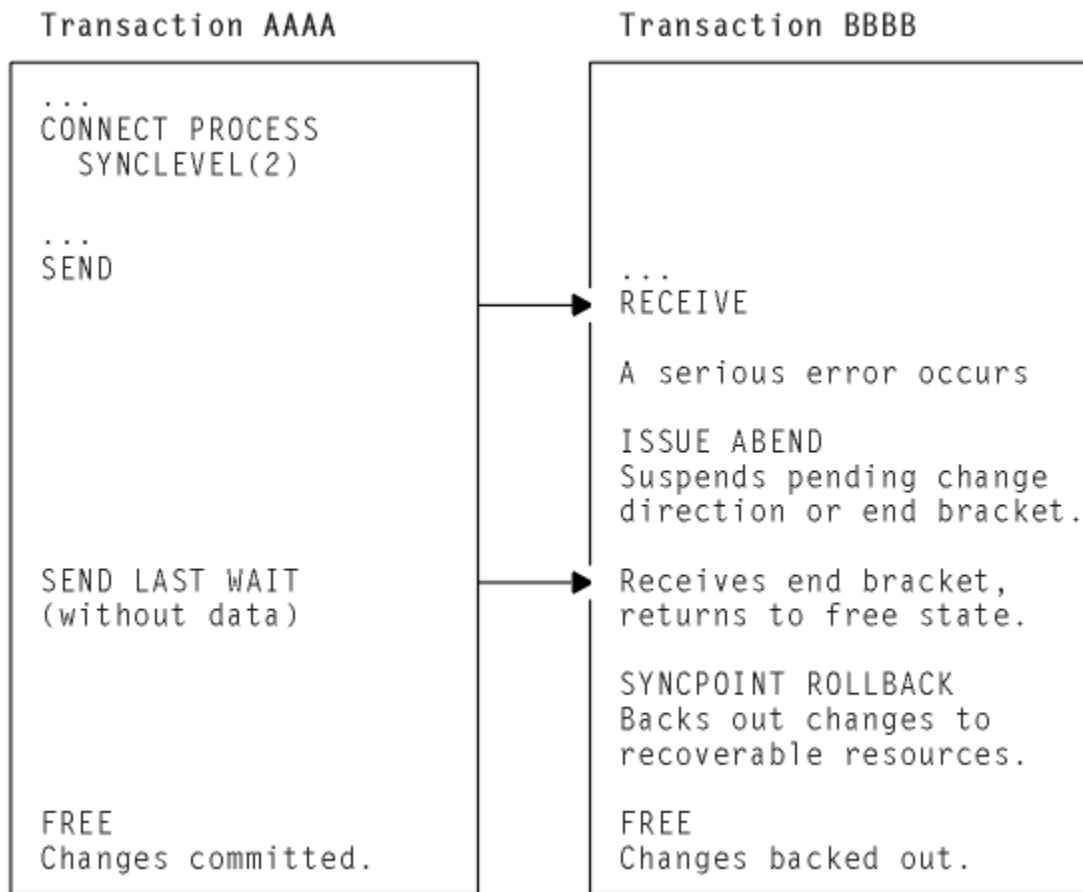 Transaction AAAA
...
CONNECT PROCESS
SYNCLEVEL(2)
...
SEND
SEND LAST WAIT
(without data)
FREE
Changes committed.
Transaction BBBB
...
RECEIVE
A serious error occurs
ISSUE ABEND
Suspends pending change
direction or end bracket.
Receives end bracket,
returns to free state.
SYNCPOINT ROLLBACK
Backs out changes to
recoverable resources.
FREE
Changes backed out.